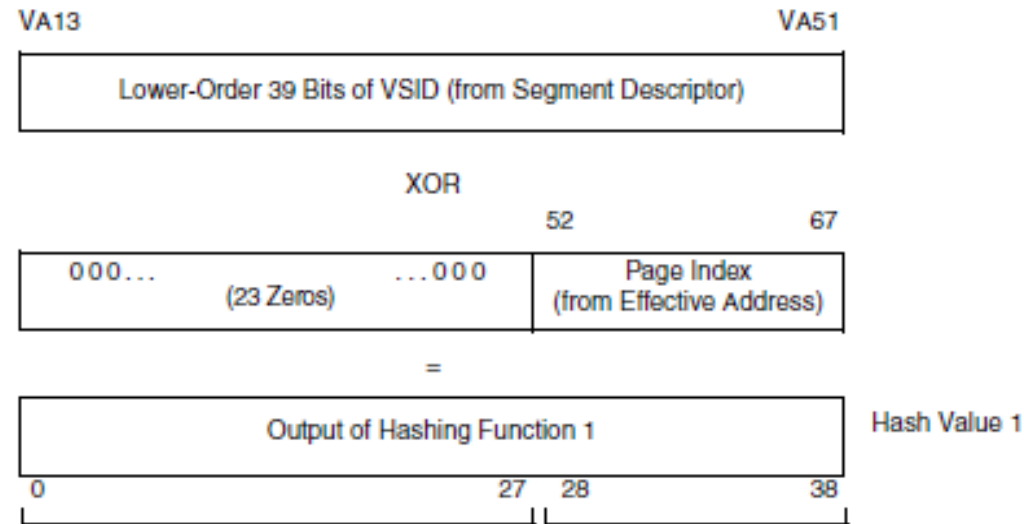 VA13 VA51
Lower-Order 39 Bits of VSID (from Segment Descriptor)
XOR
52 67
000... ...000 Page Index
(23 Zeros) (from Effective Address)
=
Output of Hashing Function 1 Hash Value 1
0 27 28 38